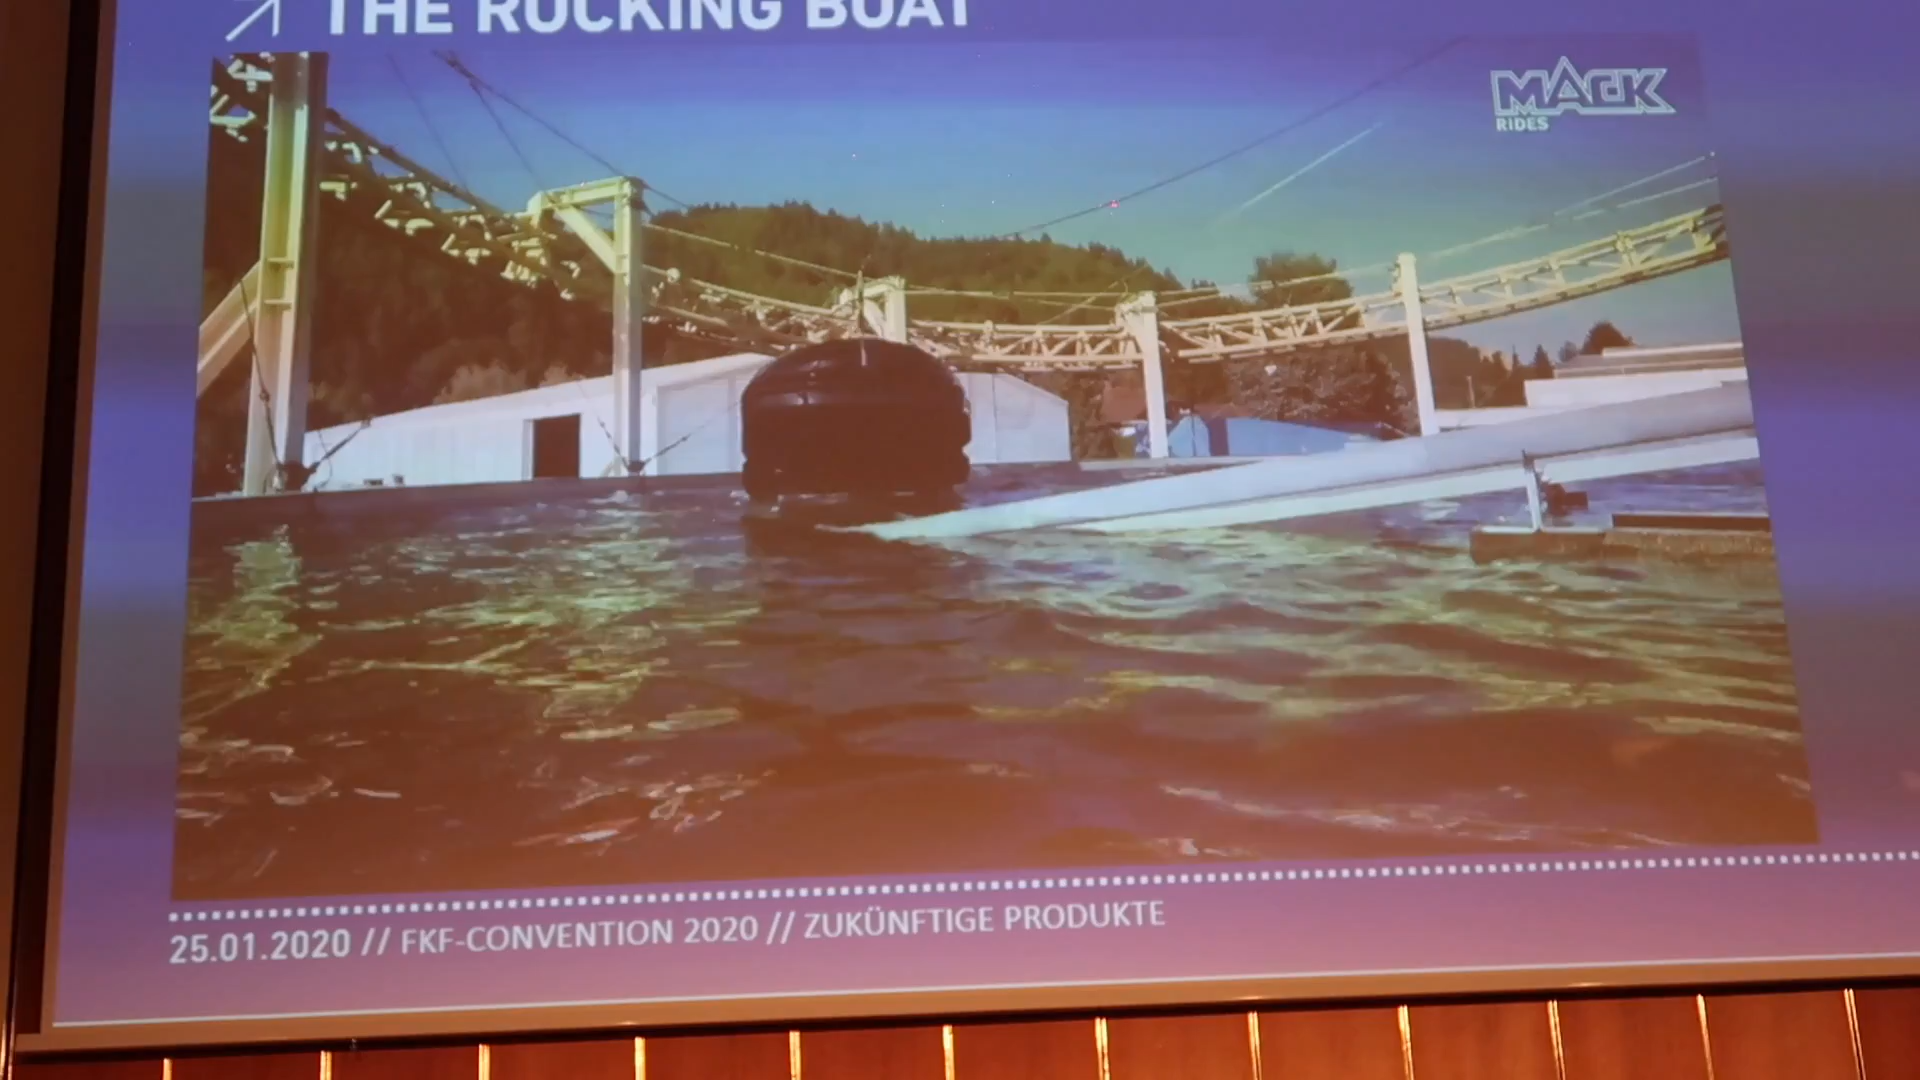 THE ROCKING BOAT
MACK
RIDES
25.01.2020 // FKF-CONVENTION 2020 // ZUKÜNFTIGE PRODUKTE